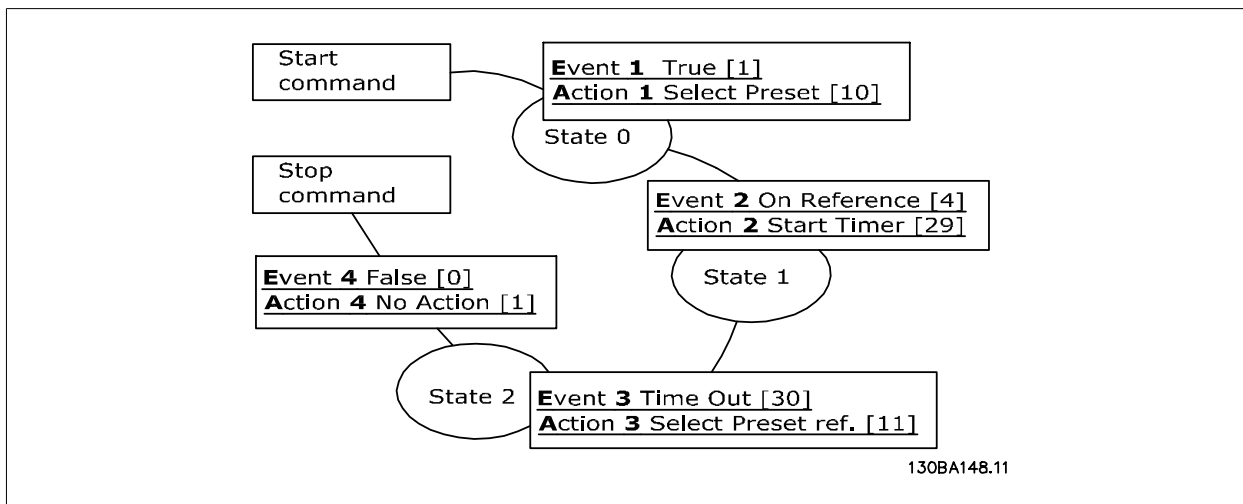 Start
command
Event 1 True [1]
Action 1 Select Preset [10]
State 0
Stop
command
Event 2 On Reference [4]
Action 2 Start Timer [29]
State 1
Event 4 False [0]
Action 4 No Action [1]
State 2
Event 3 Time Out [30]
Action 3 Select Preset ref. [11]
130BA148.11